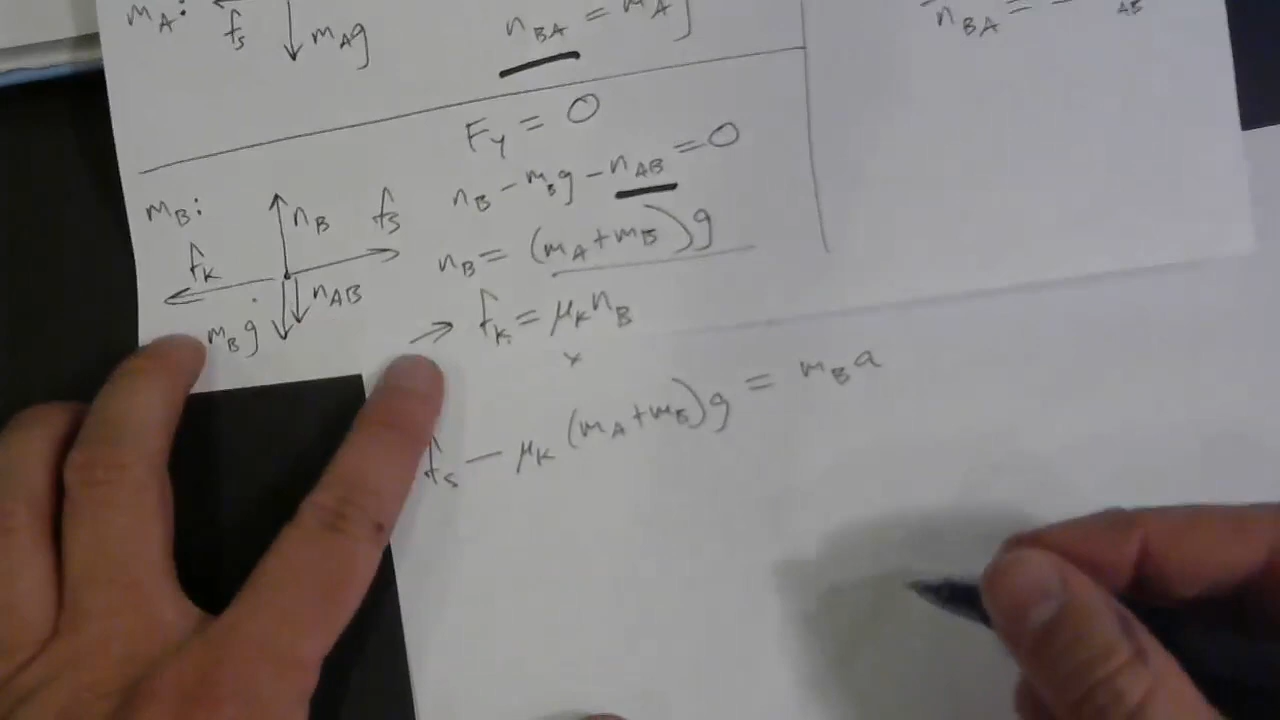 m_A: f_s m_A g
n_BA = m_A g
n_BA = - AB
F_y = 0
n_B - m_B g - n_AB = 0
m_B: n_B f_s f_k n_AB m_B g
n_B = (m_A + m_B) g
→ f_k = μ_k n_B
x
f_s - μ_k (m_A + m_B) g = m_B a